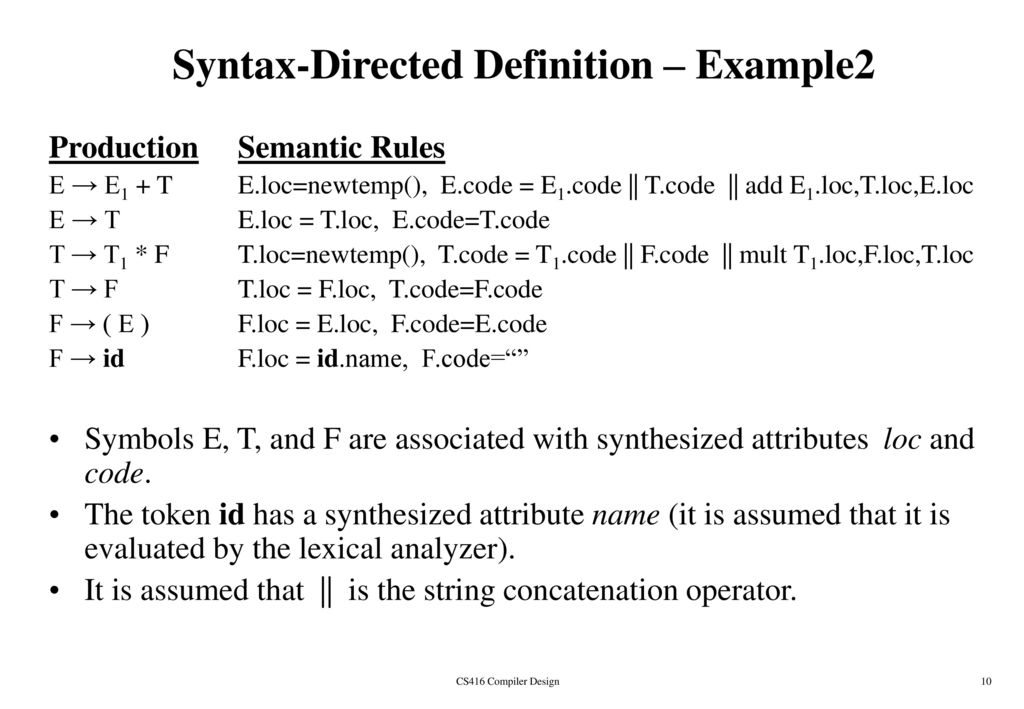 Syntax-Directed Definition – Example2
Production Semantic Rules
E → E₁ + T E.loc=newtemp(), E.code = E₁.code || T.code || add E₁.loc,T.loc,E.loc
E → T E.loc = T.loc, E.code=T.code
T → T₁ * F T.loc=newtemp(), T.code = T₁.code || F.code || mult T₁.loc,F.loc,T.loc
T → F T.loc = F.loc, T.code=F.code
F → ( E ) F.loc = E.loc, F.code=E.code
F → id F.loc = id.name, F.code=“”
• Symbols E, T, and F are associated with synthesized attributes loc and
code.
• The token id has a synthesized attribute name (it is assumed that it is
evaluated by the lexical analyzer).
• It is assumed that || is the string concatenation operator.
CS416 Compiler Design 10